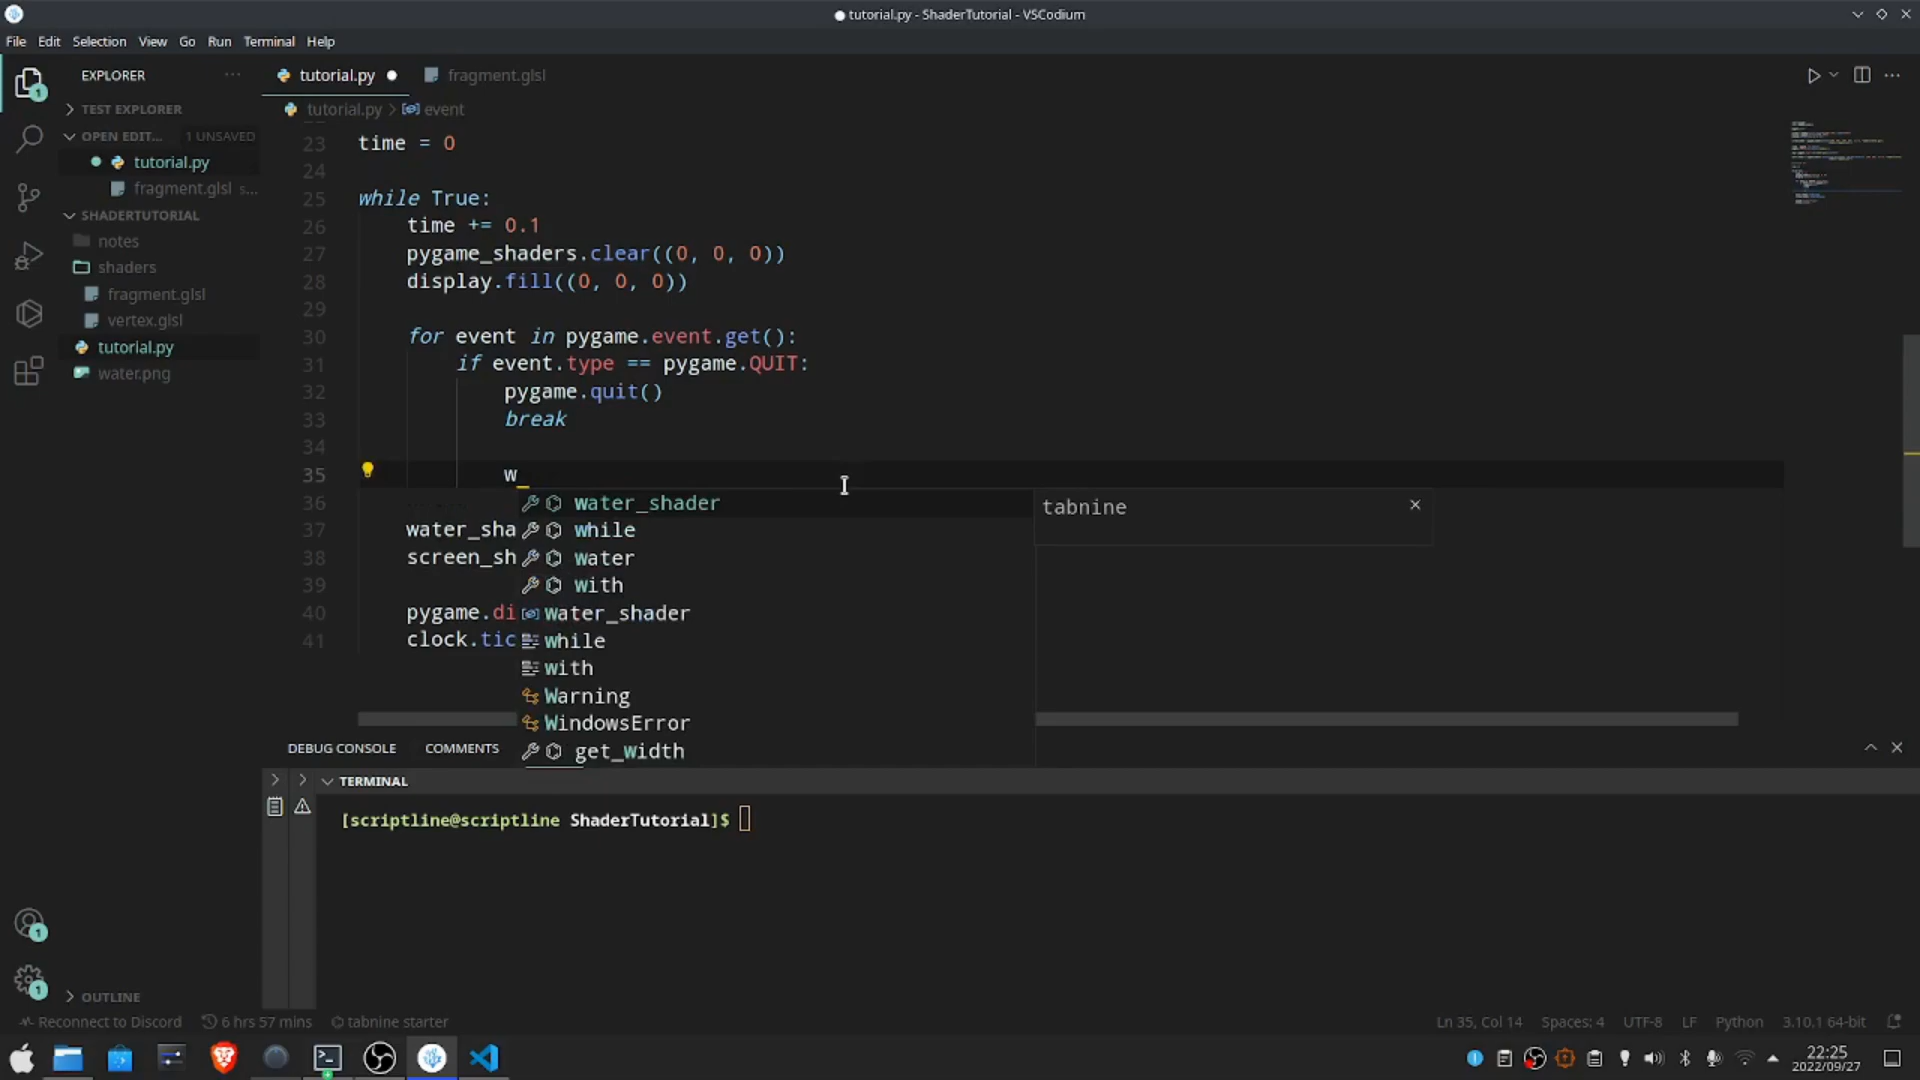 tutorial.py - ShaderTutorial - VSCodium
File Edit Selection View Go Run Terminal Help
EXPLORER
TEST EXPLORER
OPEN EDIT... 1 UNSAVED
tutorial.py
fragment.glsl s...
SHADERTUTORIAL
notes
shaders
fragment.glsl
vertex.glsl
tutorial.py
water.png
OUTLINE
tutorial.py fragment.glsl
tutorial.py > event
23 time = 0
24
25 while True:
26 time += 0.1
27 pygame_shaders.clear((0, 0, 0))
28 display.fill((0, 0, 0))
29
30 for event in pygame.event.get():
31 if event.type == pygame.QUIT:
32 pygame.quit()
33 break
34
35 w
36
37 water_sha
38 screen_sh
39
40 pygame.di
41 clock.tic
water_shader
while
water
with
water_shader
while
with
Warning
WindowsError
get_width
tabnine
DEBUG CONSOLE COMMENTS
TERMINAL
[scriptline@scriptline ShaderTutorial]$
1
1
1
Reconnect to Discord 6 hrs 57 mins tabnine starter Ln 35, Col 14 Spaces: 4 UTF-8 LF Python 3.10.1 64-bit
22:25
2022/09/27